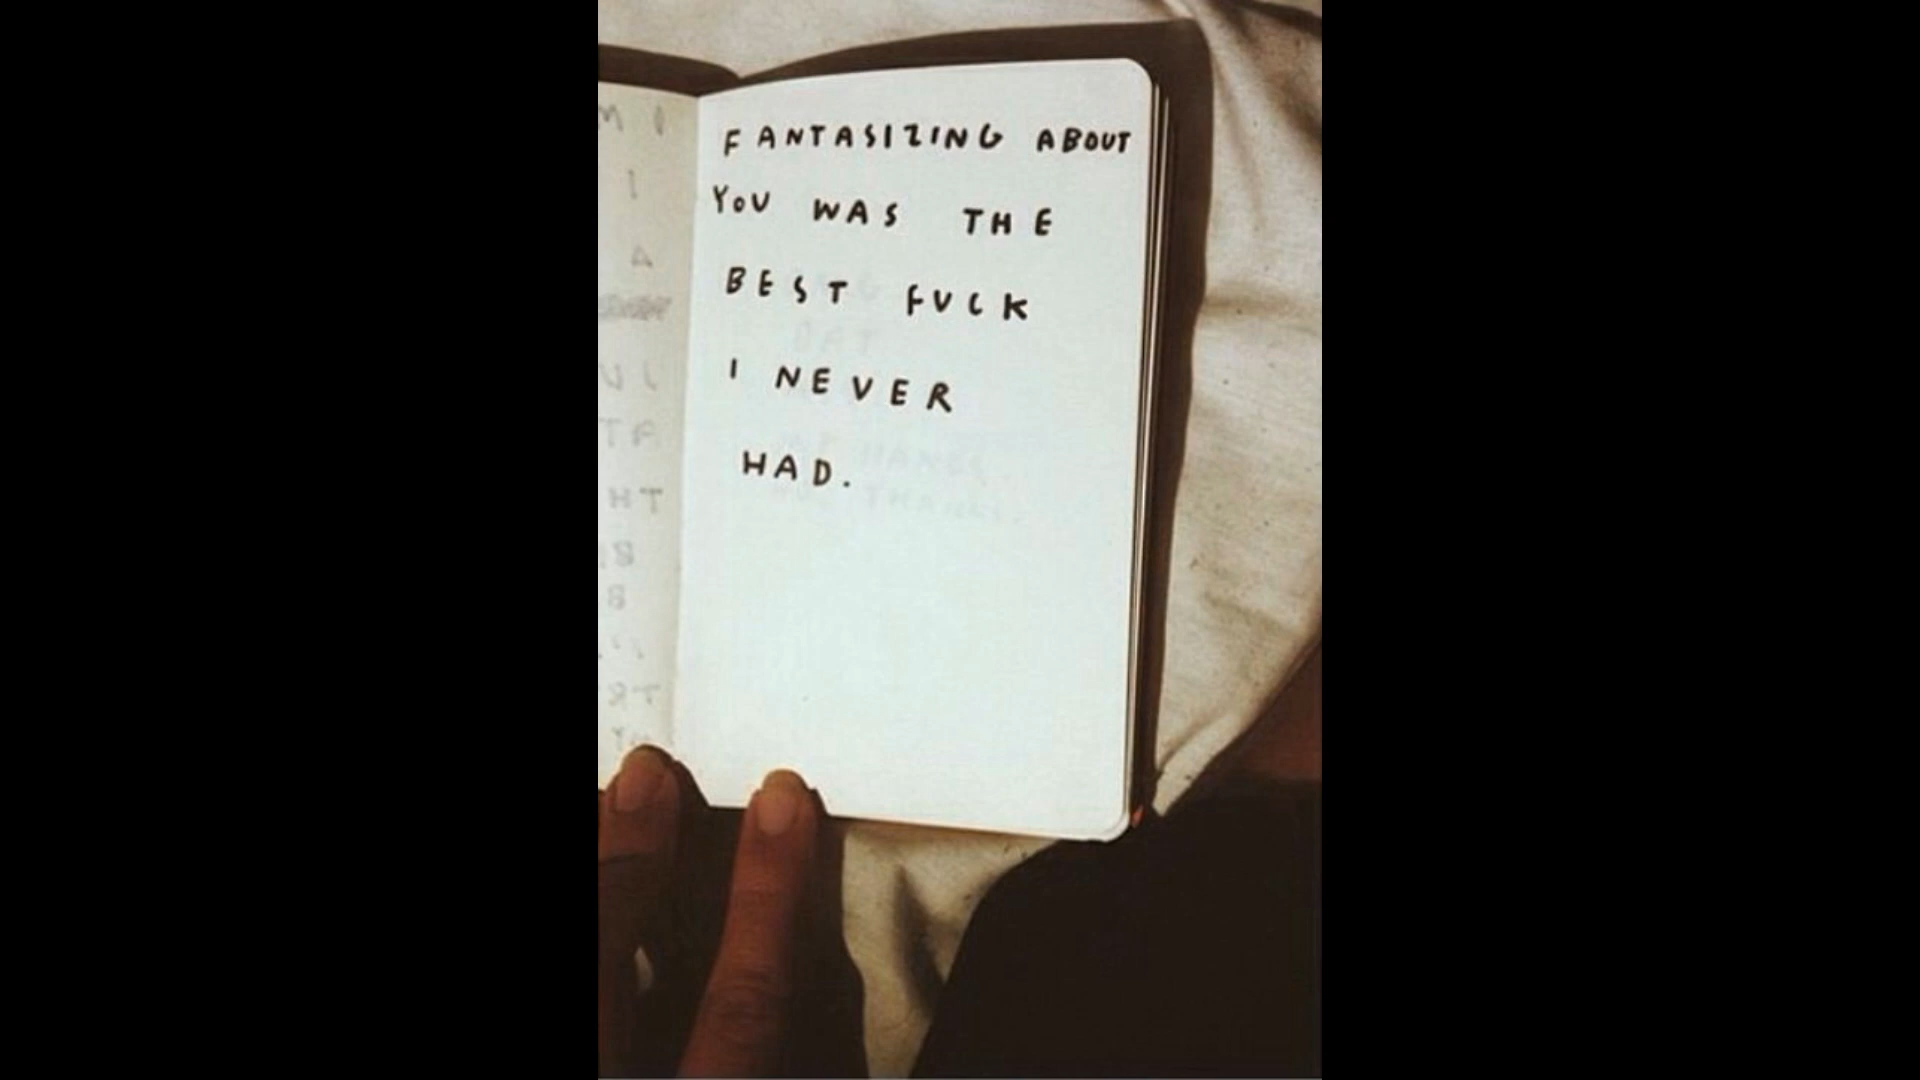 FANTASIZING ABOUT
YOU WAS THE
BEST FUCK
I NEVER
HAD.